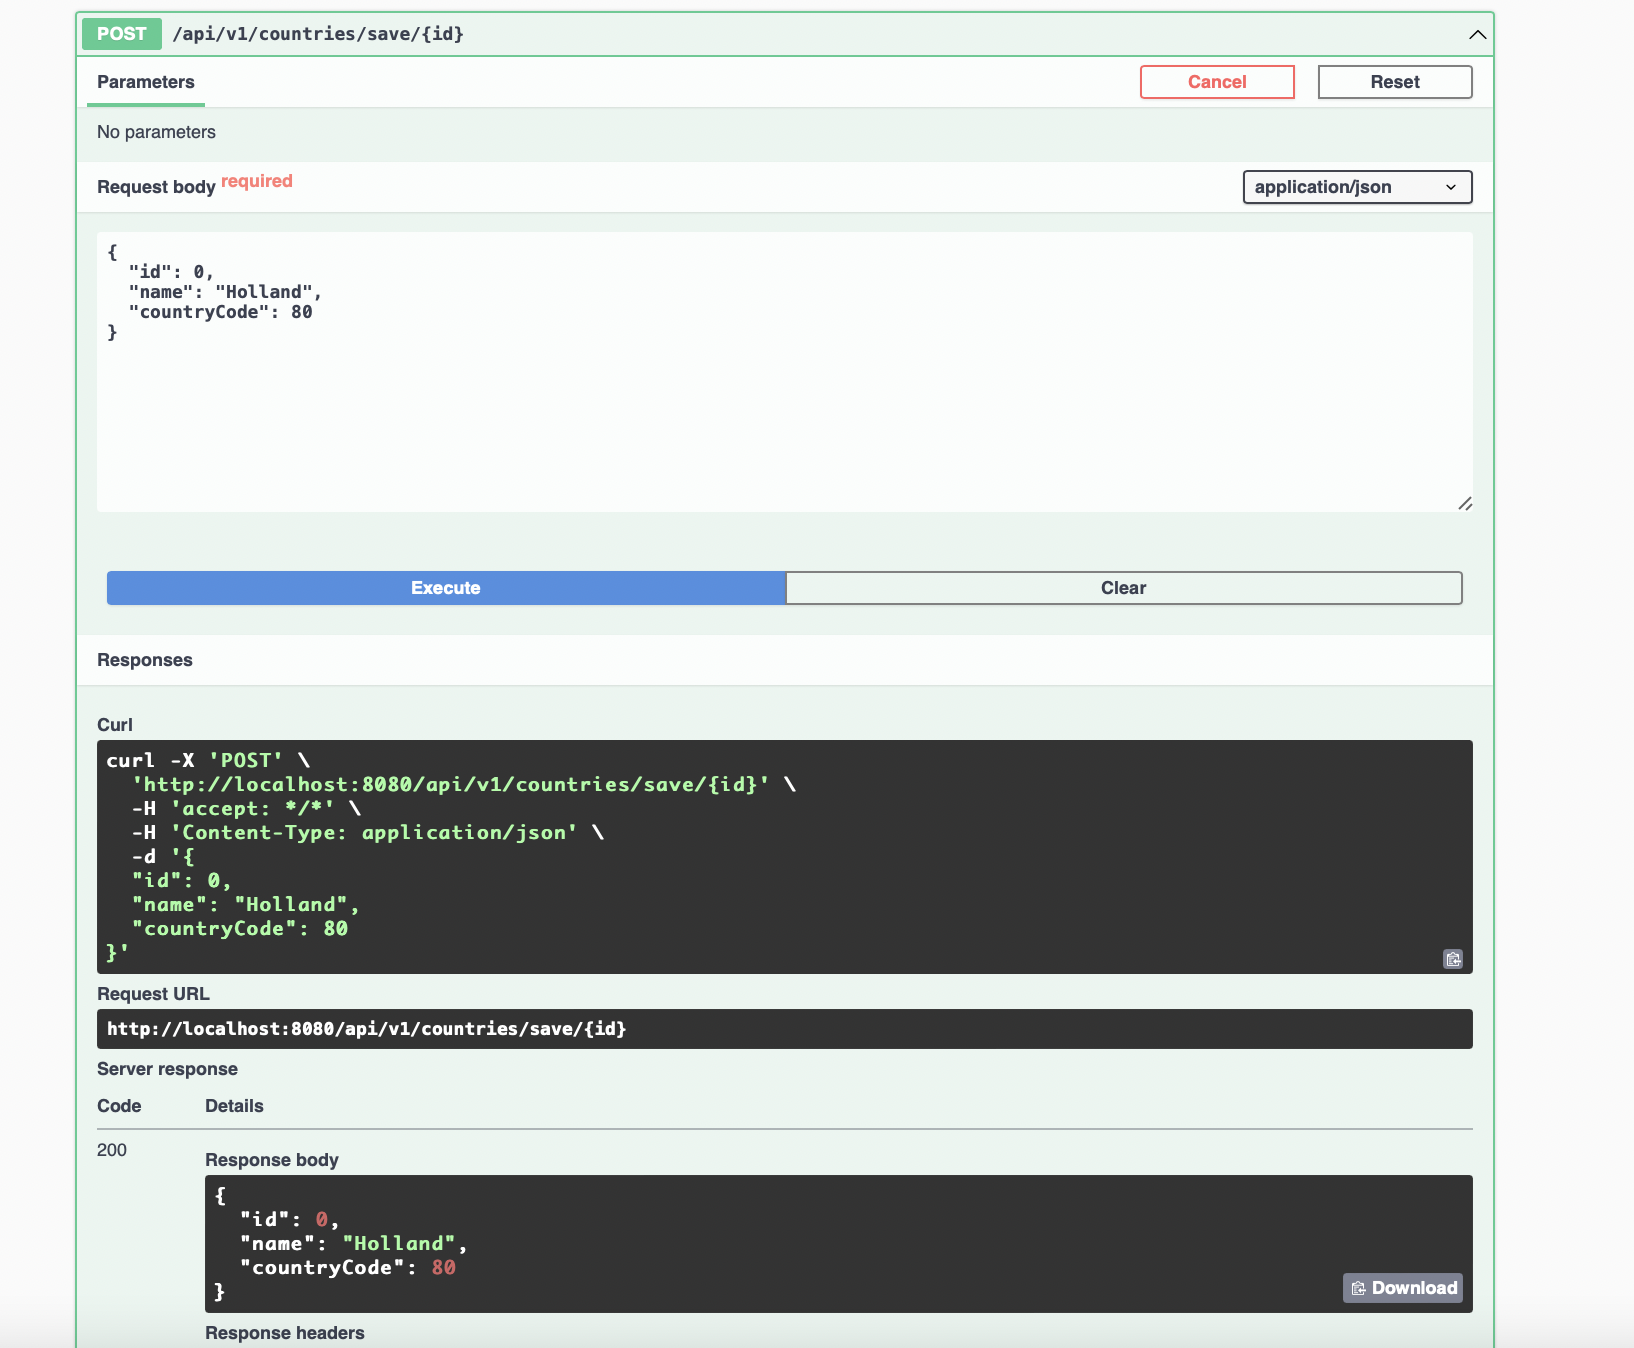 POST /api/v1/countries/save/{id}
Parameters
Cancel
Reset
No parameters
Request body required
application/json
{
  "id": 0,
  "name": "Holland",
  "countryCode": 80
}
Execute
Clear
Responses
Curl
curl -X 'POST' \
  'http://localhost:8080/api/v1/countries/save/{id}' \
  -H 'accept: */*' \
  -H 'Content-Type: application/json' \
  -d '{
  "id": 0,
  "name": "Holland",
  "countryCode": 80
}'
Request URL
http://localhost:8080/api/v1/countries/save/{id}
Server response
Code Details
200
Response body
{
  "id": 0,
  "name": "Holland",
  "countryCode": 80
}
Download
Response headers